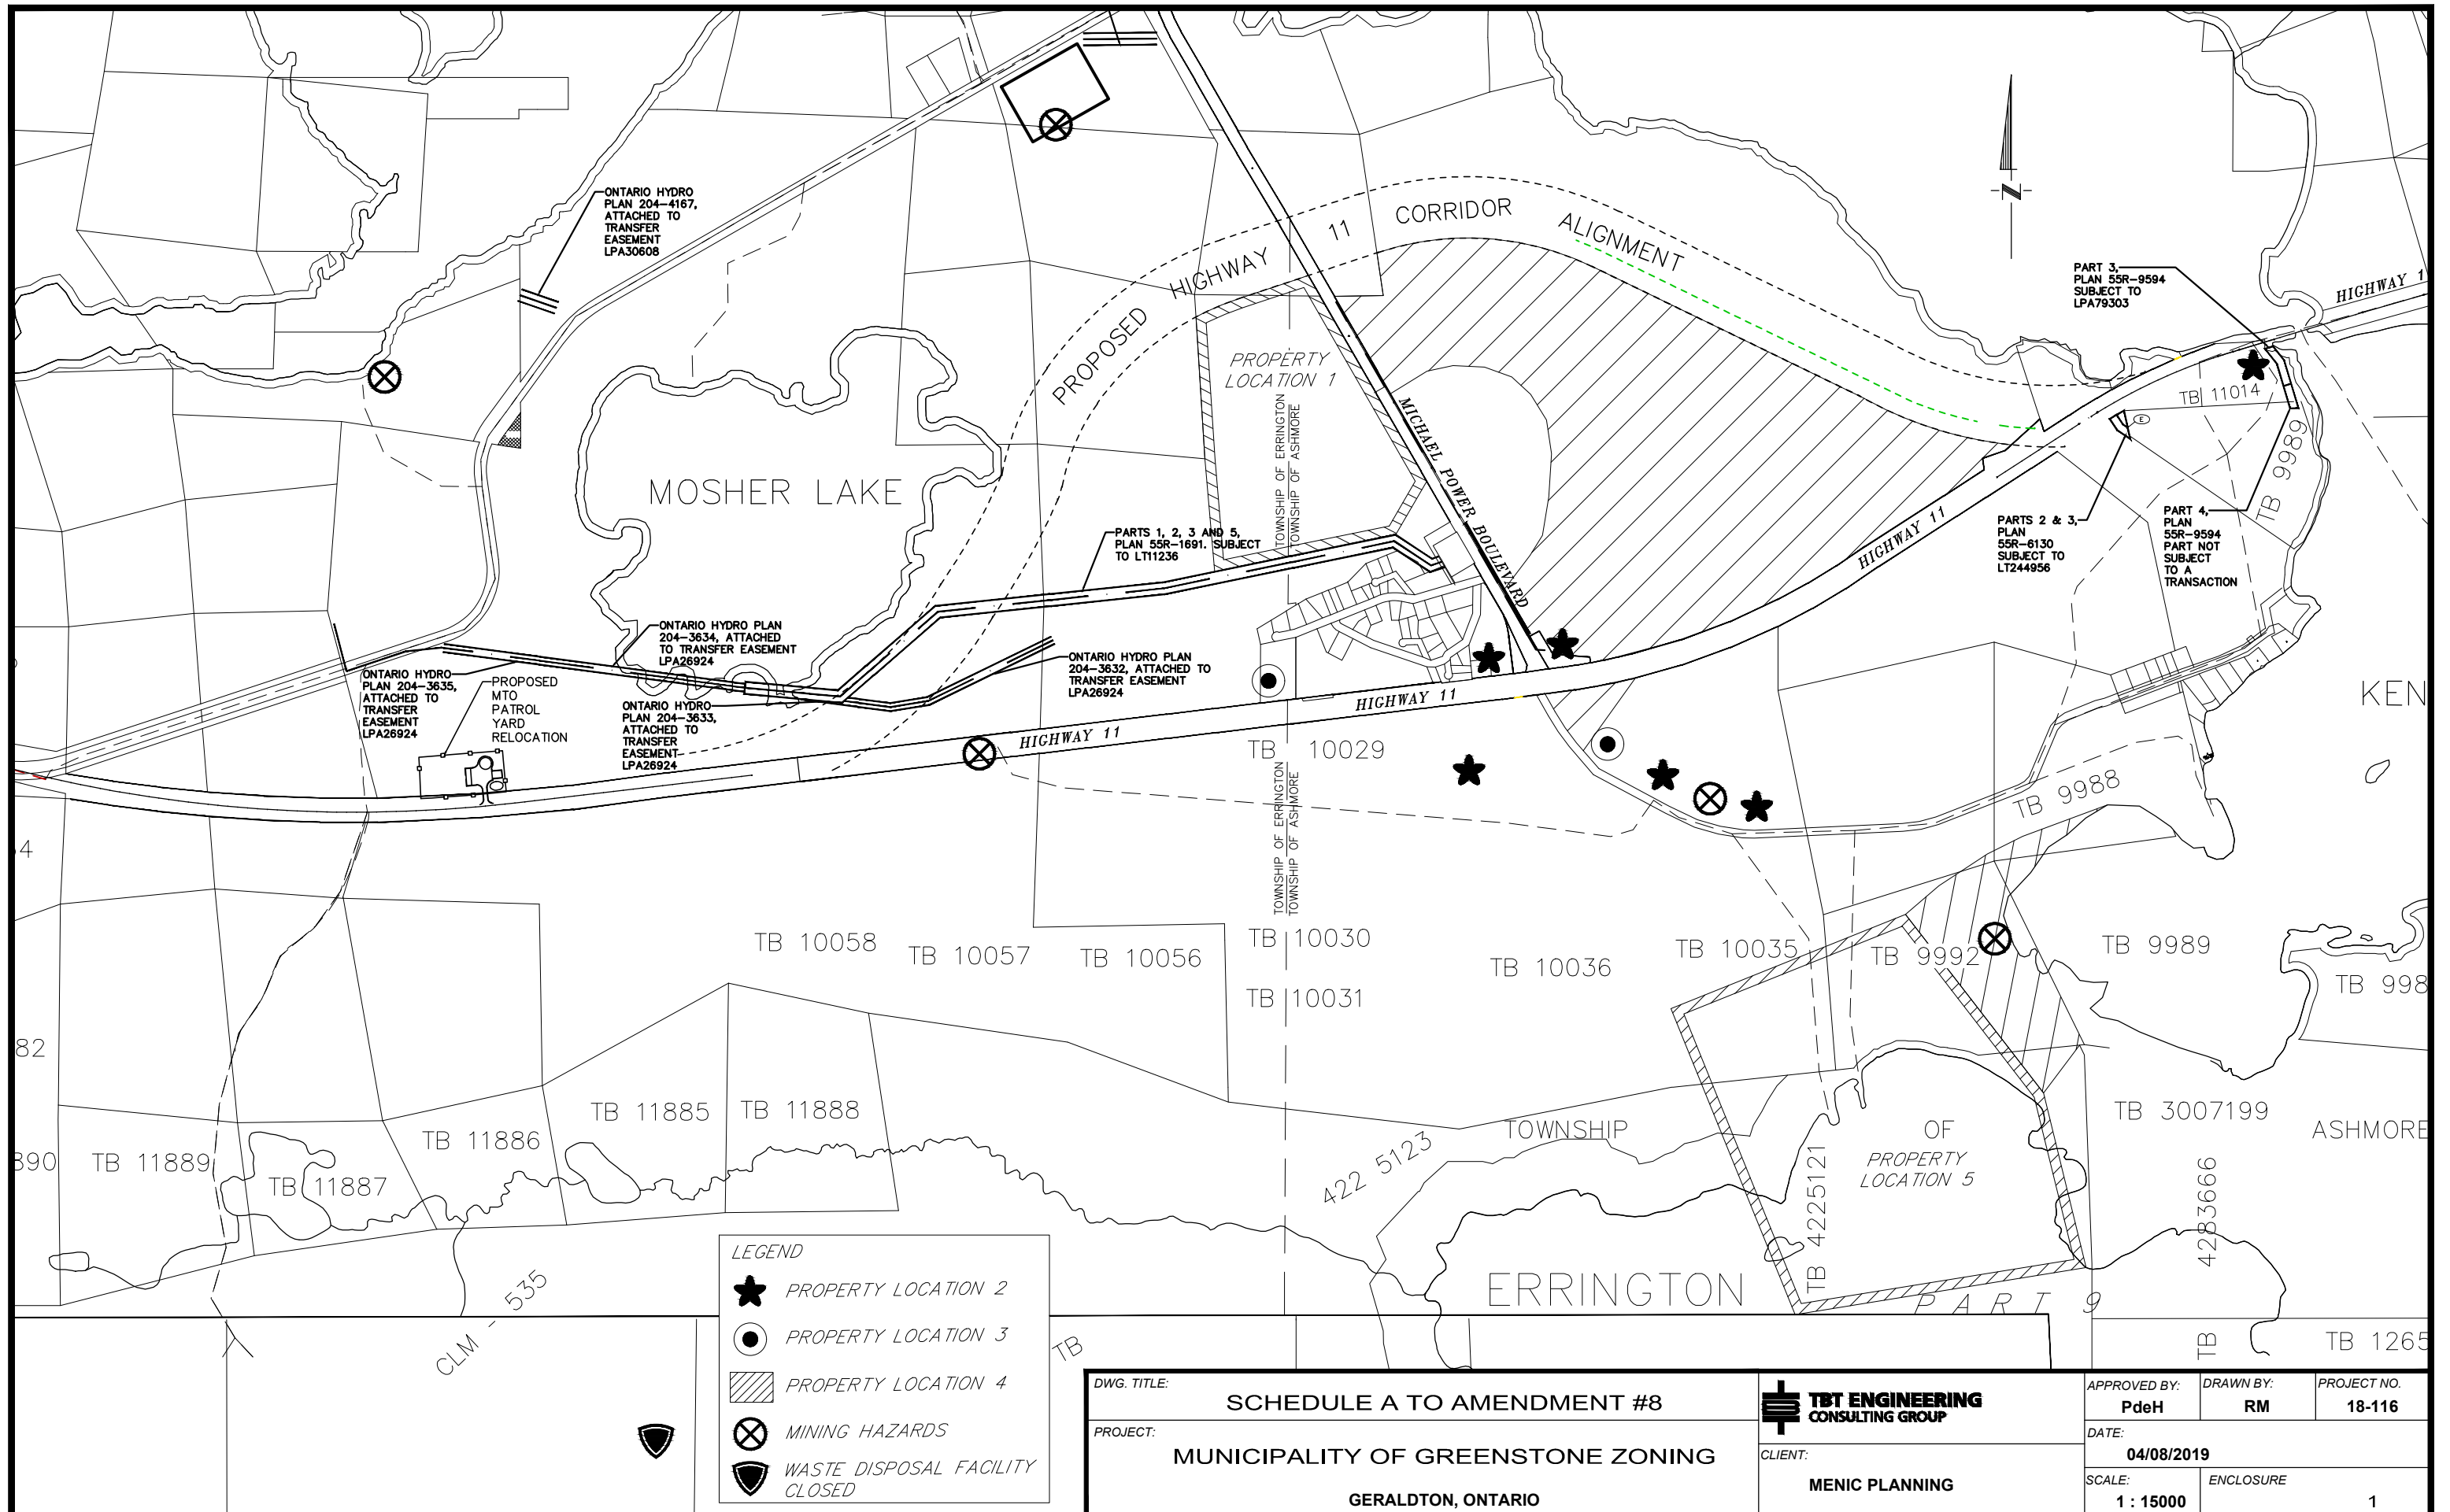 ONTARIO HYDRO
PLAN 204-4167,
ATTACHED TO
TRANSFER
EASEMENT
LPA30608
PROPOSED HIGHWAY 11 CORRIDOR ALIGNMENT
PART 3,
PLAN 55R-9594
SUBJECT TO
LPA79303
HIGHWAY 1
N
PROPERTY
LOCATION 1
TOWNSHIP OF ERRINGTON
TOWNSHIP OF ASHMORE
MICHAEL POWER BOULEVARD
TB 11014
E
TB 9989
MOSHER LAKE
PARTS 1, 2, 3 AND 5,
PLAN 55R-1691. SUBJECT
TO LT11236
HIGHWAY 11
PARTS 2 & 3,
PLAN
55R-6130
SUBJECT TO
LT244956
PART 4,
PLAN
55R-9594
PART NOT
SUBJECT
TO A
TRANSACTION
ONTARIO HYDRO PLAN
204-3634, ATTACHED
TO TRANSFER EASEMENT
LPA26924
ONTARIO HYDRO PLAN
204-3632, ATTACHED TO
TRANSFER EASEMENT
LPA26924
ONTARIO HYDRO
PLAN 204-3635,
ATTACHED TO
TRANSFER
EASEMENT
LPA26924
PROPOSED
MTO
PATROL
YARD
RELOCATION
ONTARIO HYDRO
PLAN 204-3633,
ATTACHED TO
TRANSFER
EASEMENT
LPA26924
HIGHWAY 11
HIGHWAY 11
KEN
TB 10029
TOWNSHIP OF ERRINGTON
TOWNSHIP OF ASHMORE
TB 9988
4
TB 10058
TB 10057
TB 10056
TB 10030
TB 10036
TB 10035
TB 9992
TB 9989
TB 998
TB 10031
82
TB 11885
TB 11888
TB 11886
TB 3007199
TOWNSHIP
OF
ASHMORE
890
TB 11889
TB 11887
422 5123
TB 4225121
PROPERTY
LOCATION 5
TB 4283666
ERRINGTON
PART 9
CLM - 535
TB
TB 1265
LEGEND
PROPERTY LOCATION 2
PROPERTY LOCATION 3
PROPERTY LOCATION 4
MINING HAZARDS
WASTE DISPOSAL FACILITY
CLOSED
DWG. TITLE:
SCHEDULE A TO AMENDMENT #8
PROJECT:
MUNICIPALITY OF GREENSTONE ZONING
GERALDTON, ONTARIO
TBT ENGINEERING
CONSULTING GROUP
CLIENT:
MENIC PLANNING
APPROVED BY:
PdeH
DRAWN BY:
RM
PROJECT NO.
18-116
DATE:
04/08/2019
SCALE:
1 : 15000
ENCLOSURE
1